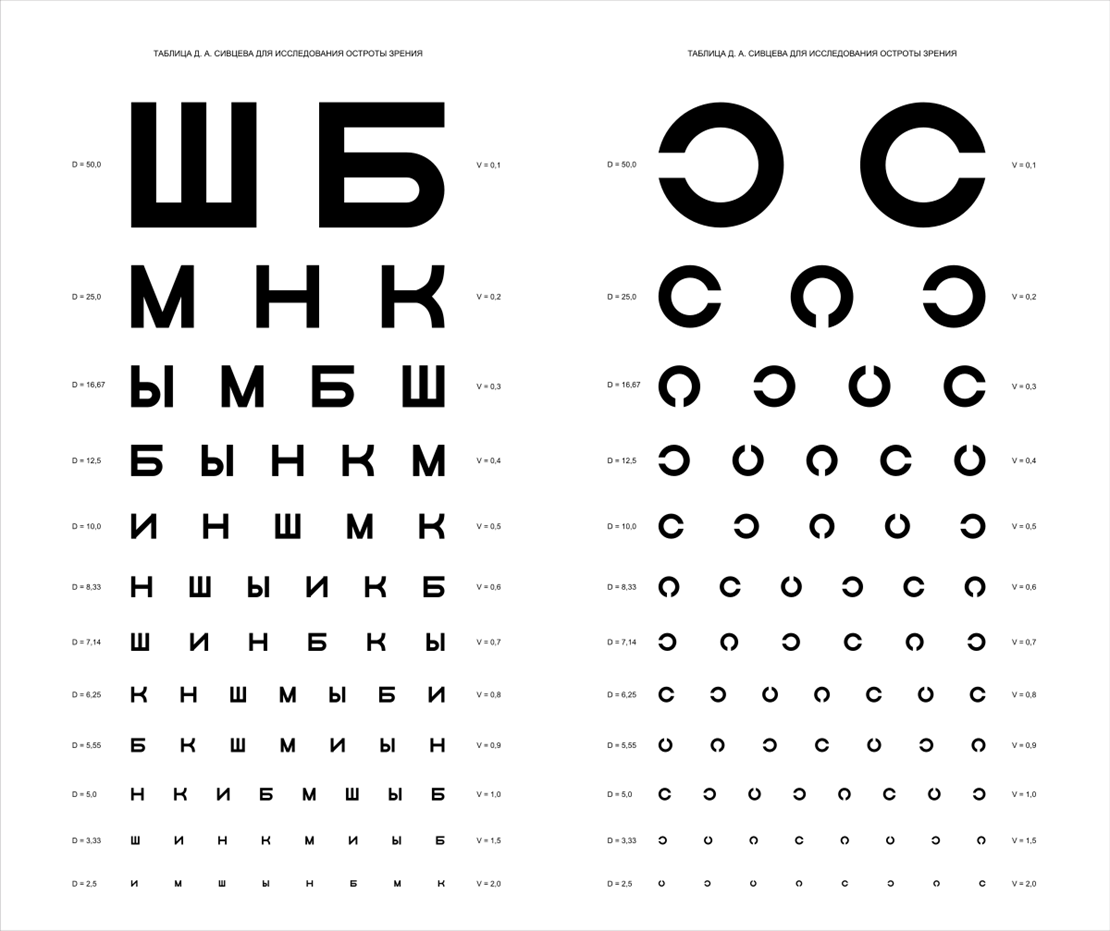 ТАБЛИЦА Д. А. СИВЦЕВА ДЛЯ ИССЛЕДОВАНИЯ ОСТРОТЫ ЗРЕНИЯ
D = 50,0 Ш Б V = 0,1
D = 25,0 М Н К V = 0,2
D = 16,67 Ы М Б Ш V = 0,3
D = 12,5 Б Ы Н К М V = 0,4
D = 10,0 И Н Ш М К V = 0,5
D = 8,33 Н Ш Ы И К Б V = 0,6
D = 7,14 Ш И Н Б К Ы V = 0,7
D = 6,25 К Н Ш М Ы Б И V = 0,8
D = 5,55 Б К Ш М И Ы Н V = 0,9
D = 5,0 Н К И Б М Ш Ы Б V = 1,0
D = 3,33 Ш И Н К М И Ы Б V = 1,5
D = 2,5 И М Ш Ы Н Б М К V = 2,0
ТАБЛИЦА Д. А. СИВЦЕВА ДЛЯ ИССЛЕДОВАНИЯ ОСТРОТЫ ЗРЕНИЯ
D = 50,0 V = 0,1
D = 25,0 V = 0,2
D = 16,67 V = 0,3
D = 12,5 V = 0,4
D = 10,0 V = 0,5
D = 8,33 V = 0,6
D = 7,14 V = 0,7
D = 6,25 V = 0,8
D = 5,55 V = 0,9
D = 5,0 V = 1,0
D = 3,33 V = 1,5
D = 2,5 V = 2,0